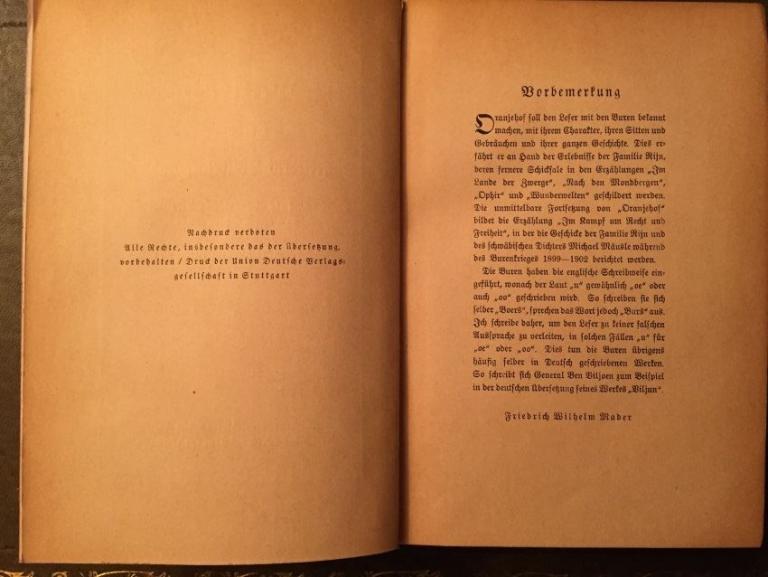 Nachdruck verboten
Alle Rechte, insbesondere das der Übersetzung,
vorbehalten / Druck der Union Deutsche Verlags-
gesellschaft in Stuttgart
Vorbemerkung
Oranjehof soll den Leser mit den Buren bekannt
machen, mit ihrem Charakter, ihren Sitten und
Gebräuchen und ihrer ganzen Geschichte. Dies er-
fährt er an Hand der Erlebnisse der Familie Rijn,
deren fernere Schicksale in den Erzählungen „Im
Lande der Zwerge“, „Nach den Mondbergen“,
„Ophir“ und „Wunderwelten“ geschildert werden.
Die unmittelbare Fortsetzung von „Oranjehof“
bildet die Erzählung „Im Kampf um Recht und
Freiheit“, in der die Geschicke der Familie Rijn und
des schwäbischen Dichters Michael Mäusle während
des Burenkrieges 1899—1902 berichtet werden.
Die Buren haben die englische Schreibweise ein-
geführt, wonach der Laut „u“ gewöhnlich „oe“ oder
auch „oo“ geschrieben wird. So schreiben sie sich
selber „Boers“, sprechen das Wort jedoch „Burs“ aus.
Ich schreibe daher, um den Leser zu keiner falschen
Aussprache zu verleiten, in solchen Fällen „u“ für
„oe“ oder „oo“. Dies tun die Buren übrigens
häufig selber in Deutsch geschriebenen Werken.
So schreibt sich General Ben Viljoen zum Beispiel
in der deutschen Übersetzung seines Werkes „Viljun“.
Friedrich Wilhelm Mader